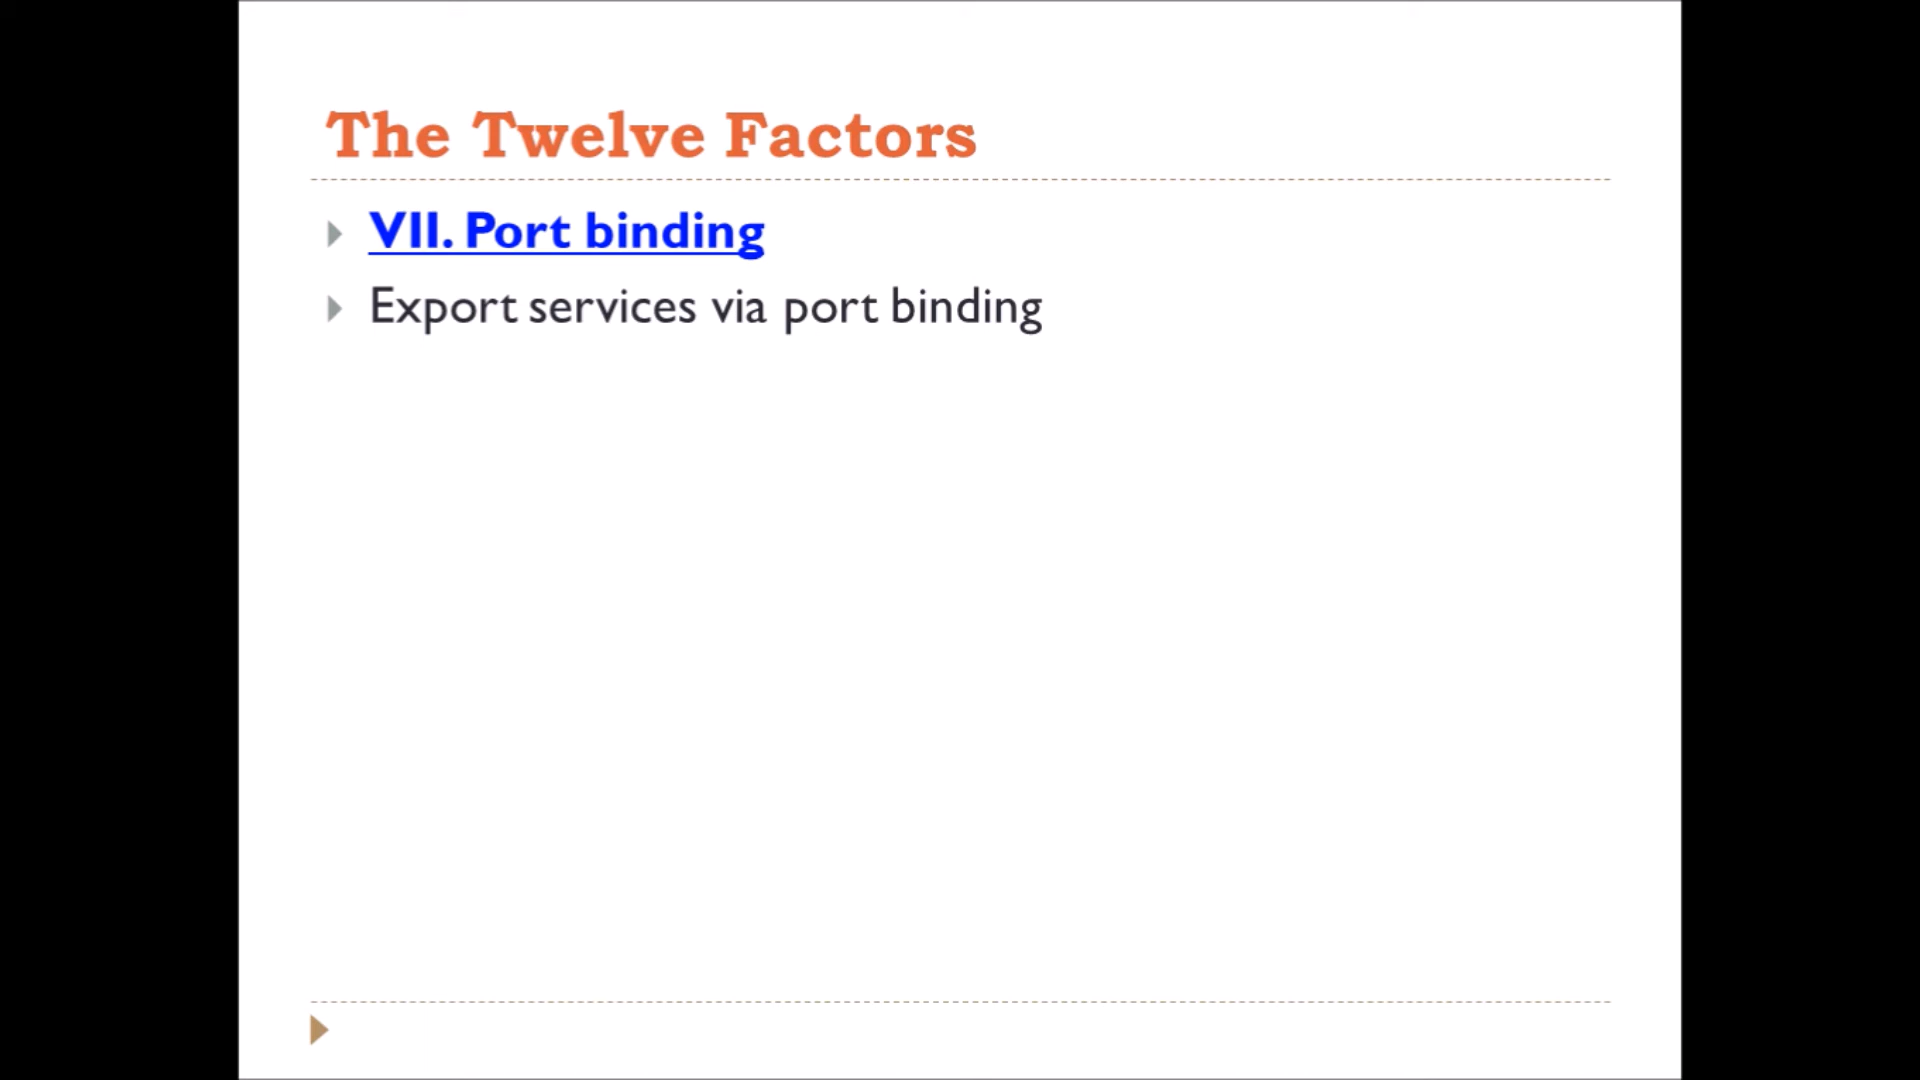 The Twelve Factors
VII. Port binding
Export services via port binding